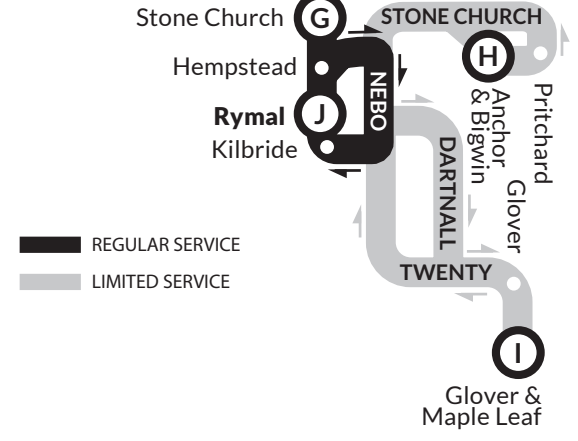 Stone Church
G
STONE CHURCH
H
Hempstead
NEBO
Rymal
J
Kilbride
Anchor
& Bigwin
Pritchard
Glover
DARTNALL
REGULAR SERVICE
LIMITED SERVICE
TWENTY
I
Glover &
Maple Leaf